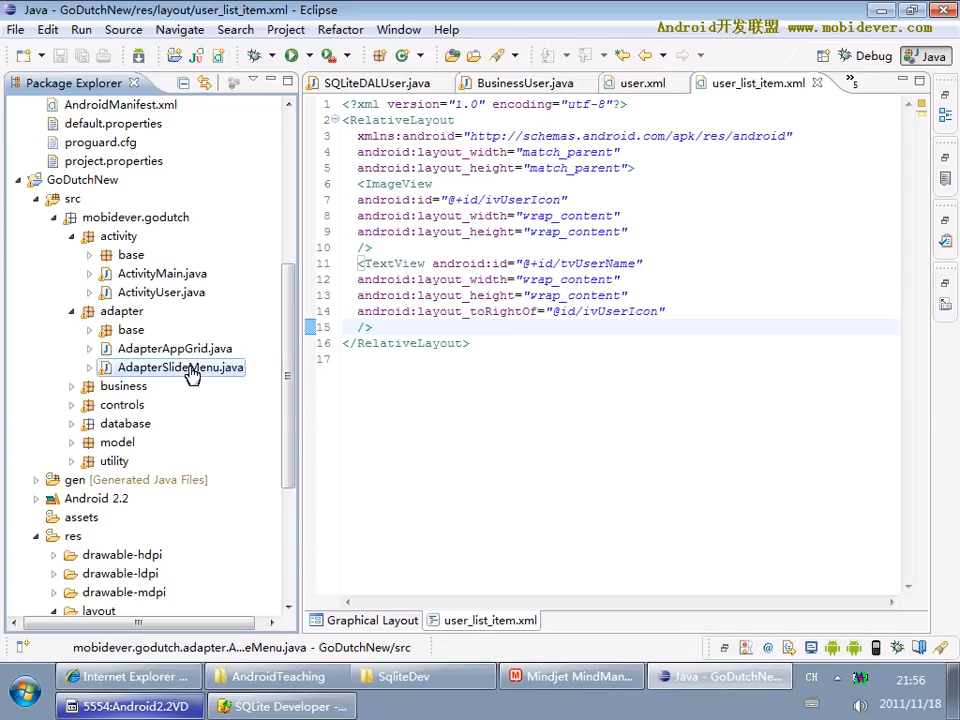 Java - GoDutchNew/res/layout/user_list_item.xml - Eclipse
File Edit Run Source Navigate Search Project Refactor Window Help
Android开发联盟 www.mobidever.com
Debug Java
Package Explorer
SQLiteDALUser.java BusinessUser.java user.xml user_list_item.xml »5
AndroidManifest.xml
default.properties
proguard.cfg
project.properties
GoDutchNew
src
mobidever.godutch
activity
base
ActivityMain.java
ActivityUser.java
adapter
base
AdapterAppGrid.java
AdapterSlideMenu.java
business
controls
database
model
utility
gen [Generated Java Files]
Android 2.2
assets
res
drawable-hdpi
drawable-ldpi
drawable-mdpi
layout
1 <?xml version="1.0" encoding="utf-8"?>
2 <RelativeLayout
3 xmlns:android="http://schemas.android.com/apk/res/android"
4 android:layout_width="match_parent"
5 android:layout_height="match_parent">
6 <ImageView
7 android:id="@+id/ivUserIcon"
8 android:layout_width="wrap_content"
9 android:layout_height="wrap_content"
10 />
11 <TextView android:id="@+id/tvUserName"
12 android:layout_width="wrap_content"
13 android:layout_height="wrap_content"
14 android:layout_toRightOf="@id/ivUserIcon"
15 />
16 </RelativeLayout>
17
Graphical Layout user_list_item.xml
mobidever.godutch.adapter.A...eMenu.java - GoDutchNew/src
Internet Explorer ... AndroidTeaching SqliteDev Mindjet MindMan... Java - GoDutchNe... CH 21:56
5554:Android2.2VD SQLite Developer - ... 2011/11/18